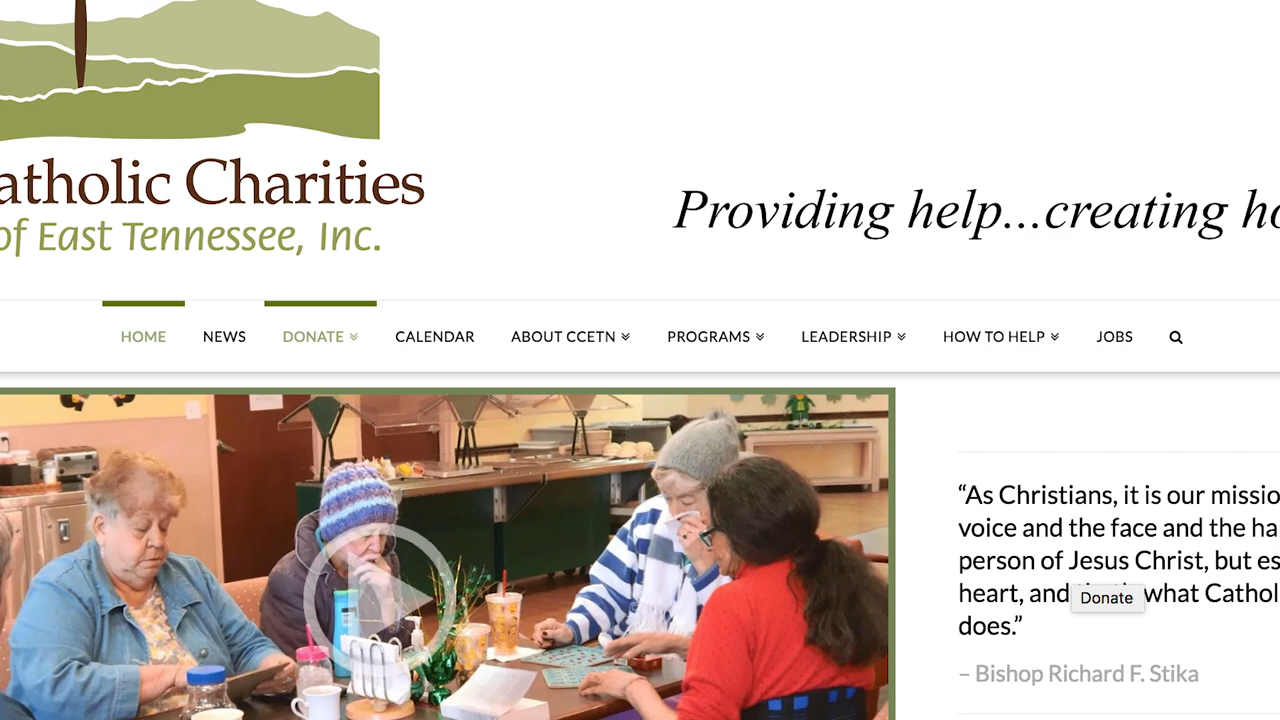 atholic Charities
of East Tennessee, Inc.
Providing help...creating ho
HOME NEWS DONATE CALENDAR ABOUT CCETN PROGRAMS LEADERSHIP HOW TO HELP JOBS
“As Christians, it is our missio
voice and the face and the ha
person of Jesus Christ, but es
heart, and what Cathol
Donate
does.”
– Bishop Richard F. Stika